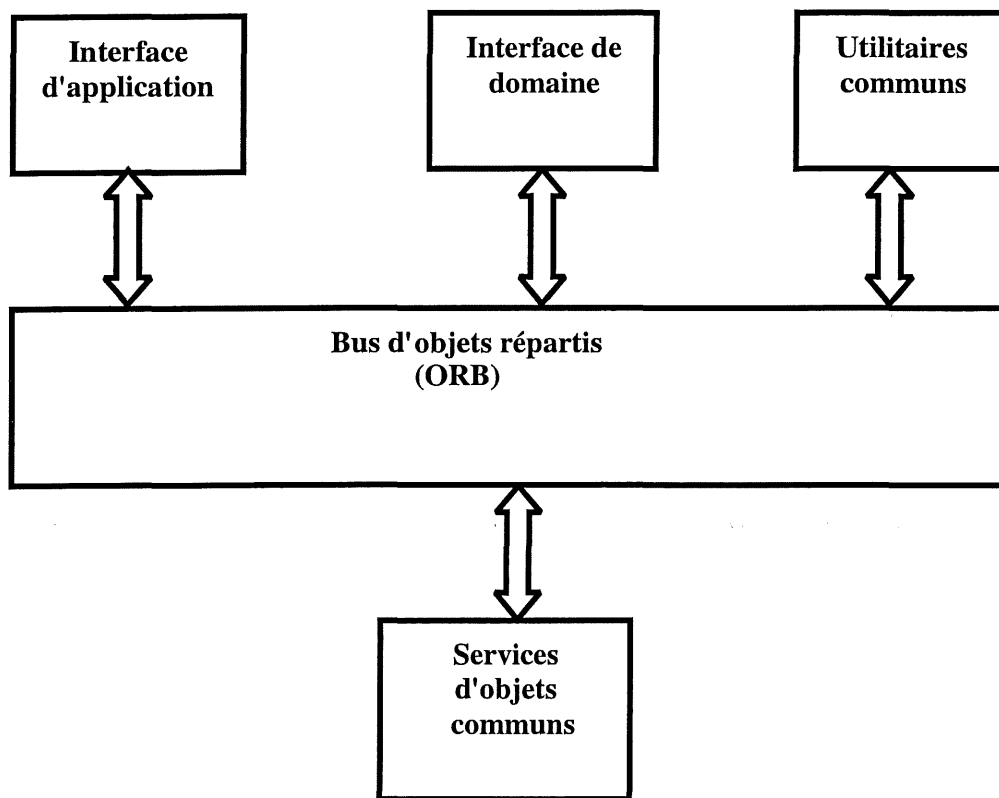 Interface
d'application
Interface de
domaine
Utilitaires
communs
Bus d'objets répartis
(ORB)
Services
d'objets
communs